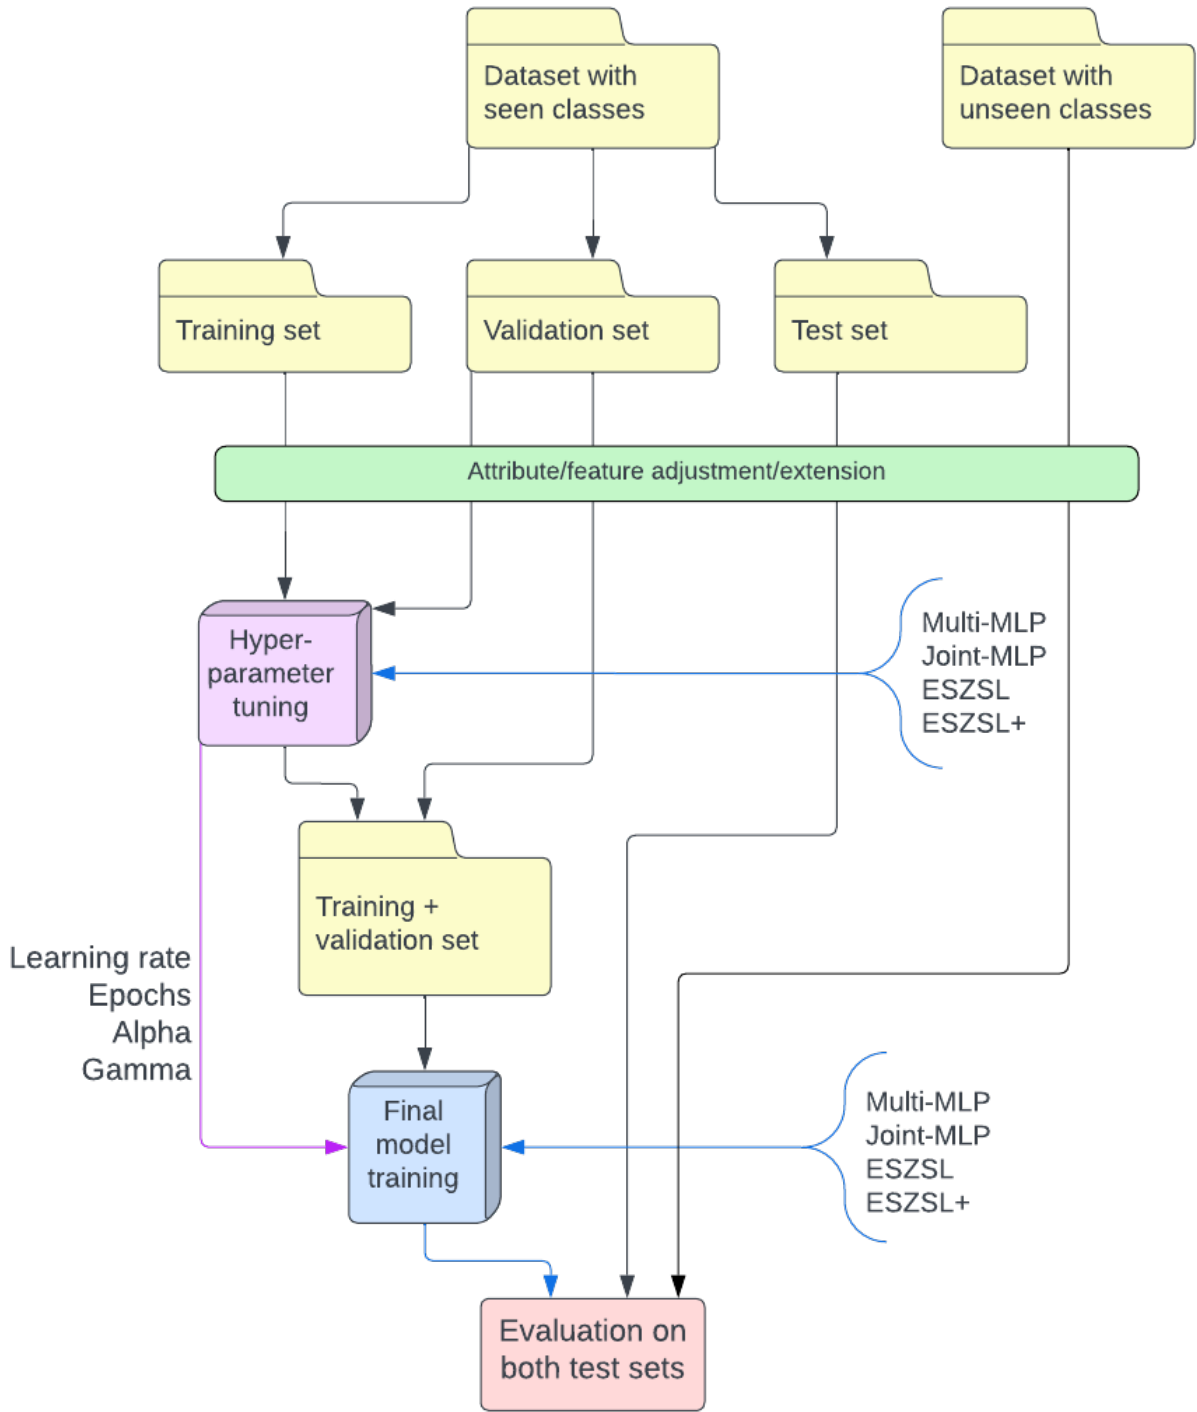 Dataset with
seen classes
Dataset with
unseen classes
Training set
Validation set
Test set
Attribute/feature adjustment/extension
Hyper-
parameter
tuning
Multi-MLP
Joint-MLP
ESZSL
ESZSL+
Training +
validation set
Learning rate
Epochs
Alpha
Gamma
Final
model
training
Multi-MLP
Joint-MLP
ESZSL
ESZSL+
Evaluation on
both test sets